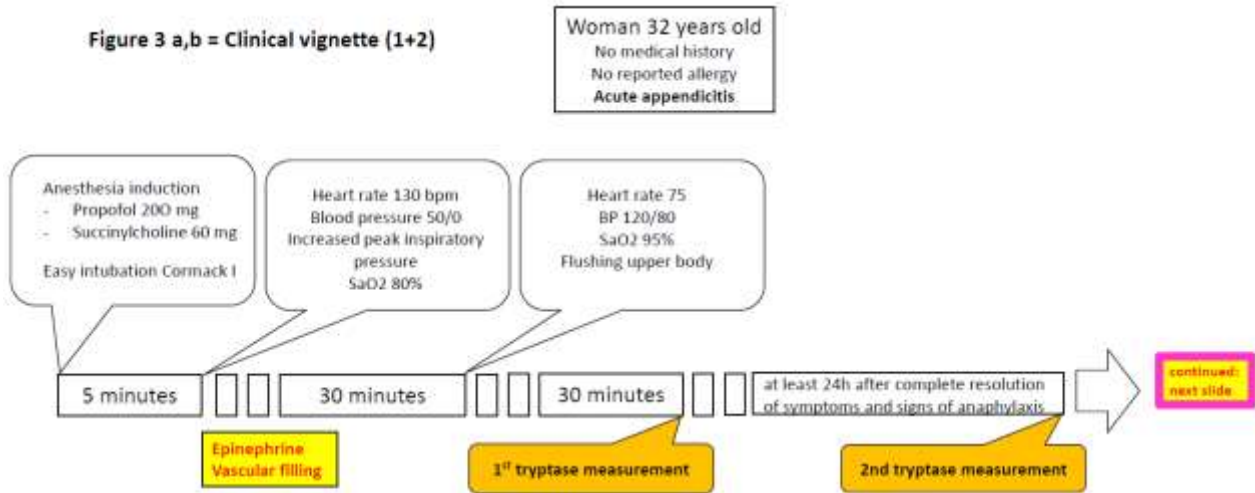 Figure 3 a,b = Clinical vignette (1+2)
Woman 32 years old
No medical history
No reported allergy
Acute appendicitis
Anesthesia induction
- Propofol 200 mg
- Succinylcholine 60 mg
Easy intubation Cormack I
Heart rate 130 bpm
Blood pressure 50/0
Increased peak inspiratory
pressure
SaO2 80%
Heart rate 75
BP 120/80
SaO2 95%
Flushing upper body
5 minutes
30 minutes
30 minutes
at least 24h after complete resolution
of symptoms and signs of anaphylaxis
continued:
next slide
Epinephrine
Vascular filling
1st tryptase measurement
2nd tryptase measurement